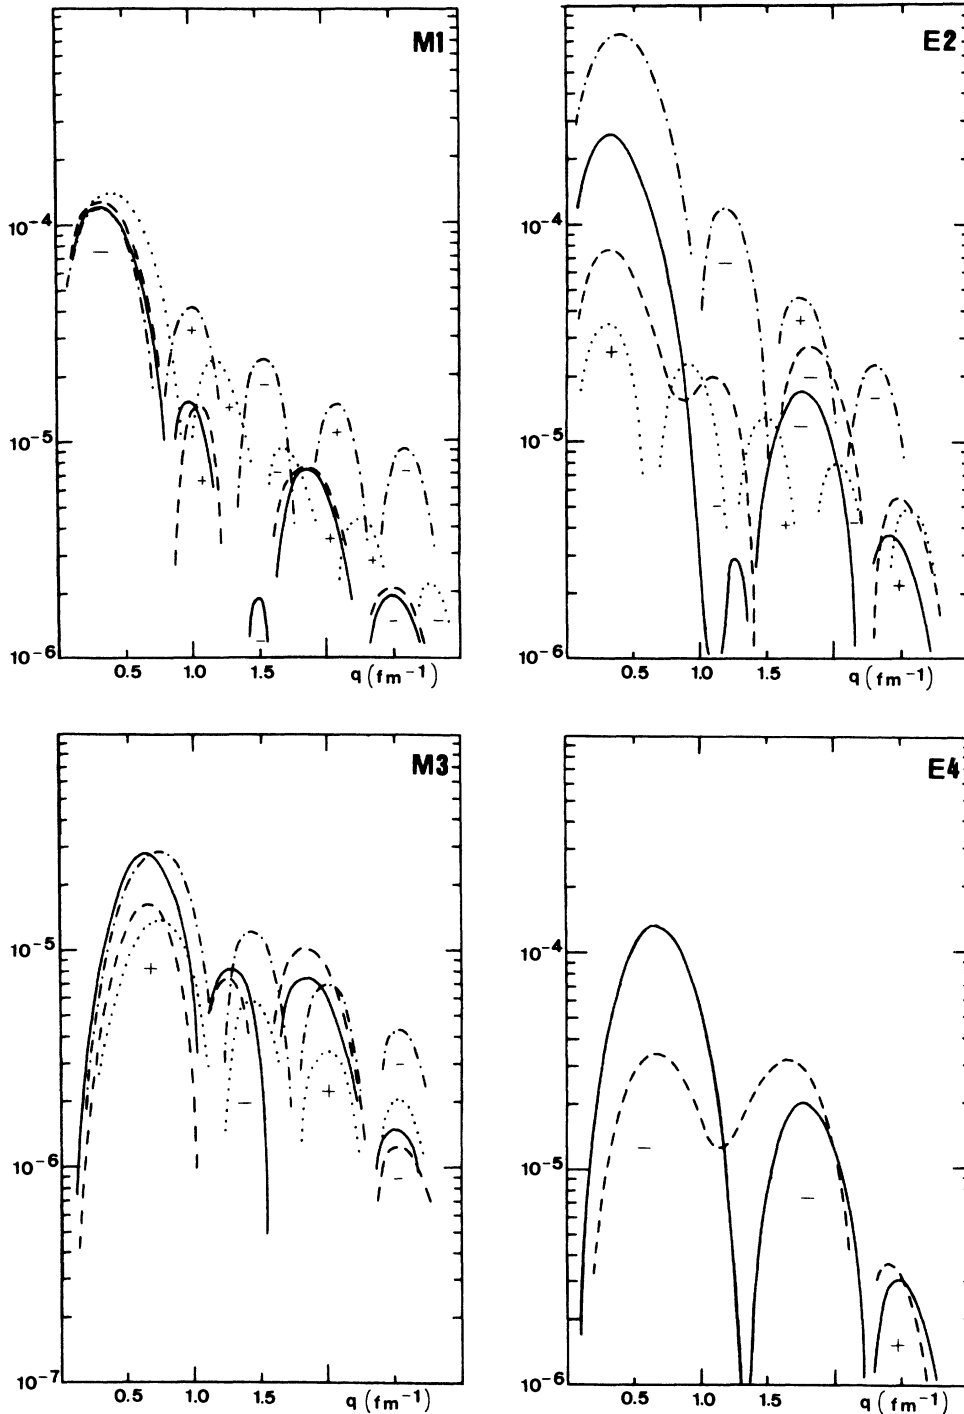 M1
10⁻⁴
10⁻⁵
10⁻⁶
0.5 1.0 1.5 q (fm⁻¹)
− + − + − + + − + − + − −
E2
10⁻⁴
10⁻⁵
10⁻⁶
0.5 1.0 1.5 q (fm⁻¹)
− + + − − − − + − +
M3
10⁻⁵
10⁻⁶
10⁻⁷
0.5 1.0 1.5 q (fm⁻¹)
+ − + − −
E4
10⁻⁴
10⁻⁵
10⁻⁶
0.5 1.0 1.5 q (fm⁻¹)
− − +